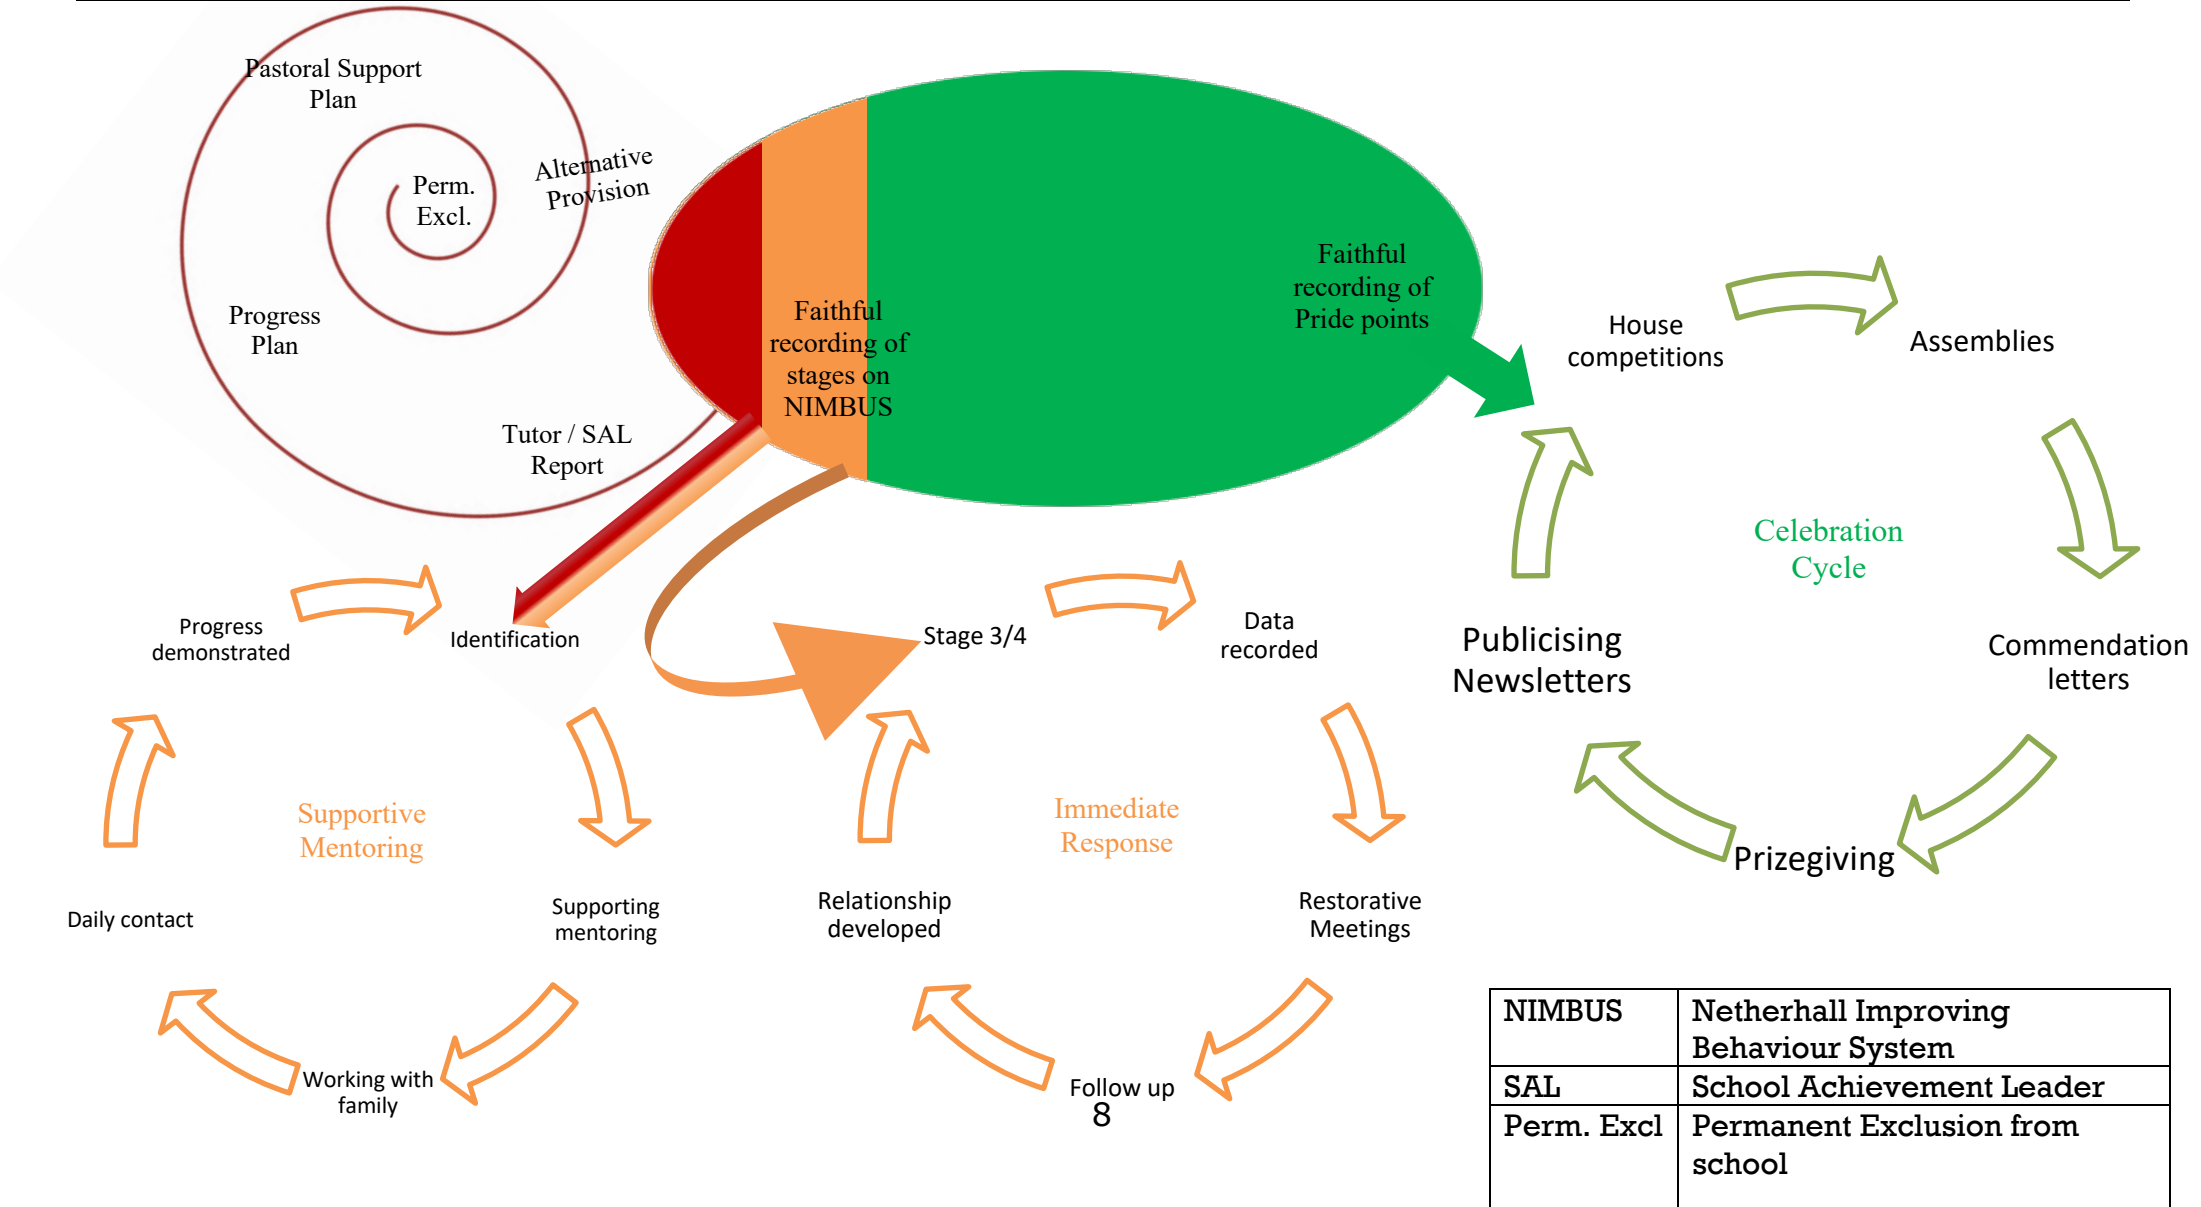 Pastoral Support
Plan
Perm.
Excl.
Alternative
Provision
Progress
Plan
Tutor / SAL
Report
Faithful
recording of
stages on
NIMBUS
Faithful
recording of
Pride points
House
competitions
Assemblies
Commendation
letters
Prizegiving
Publicising
Newsletters
Celebration
Cycle
Identification
Supporting
mentoring
Working with
family
Daily contact
Progress
demonstrated
Supportive
Mentoring
Stage 3/4
Data
recorded
Restorative
Meetings
Follow up
Relationship
developed
Immediate
Response
8
NIMBUS
Netherhall Improving
Behaviour System
SAL
School Achievement Leader
Perm. Excl
Permanent Exclusion from
school